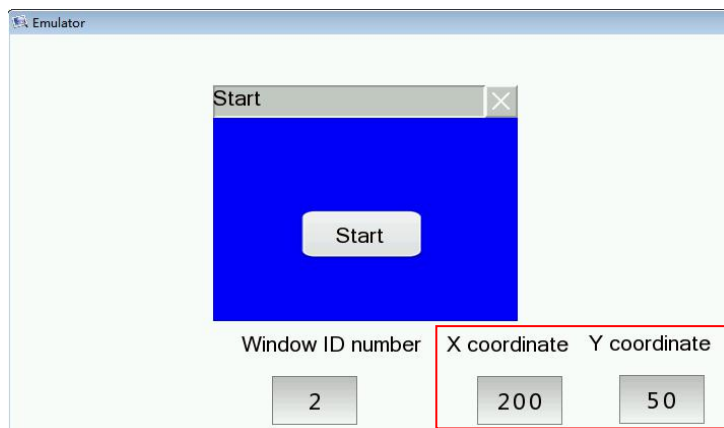 Emulator
Start
Start
Window ID number X coordinate Y coordinate
2 200 50